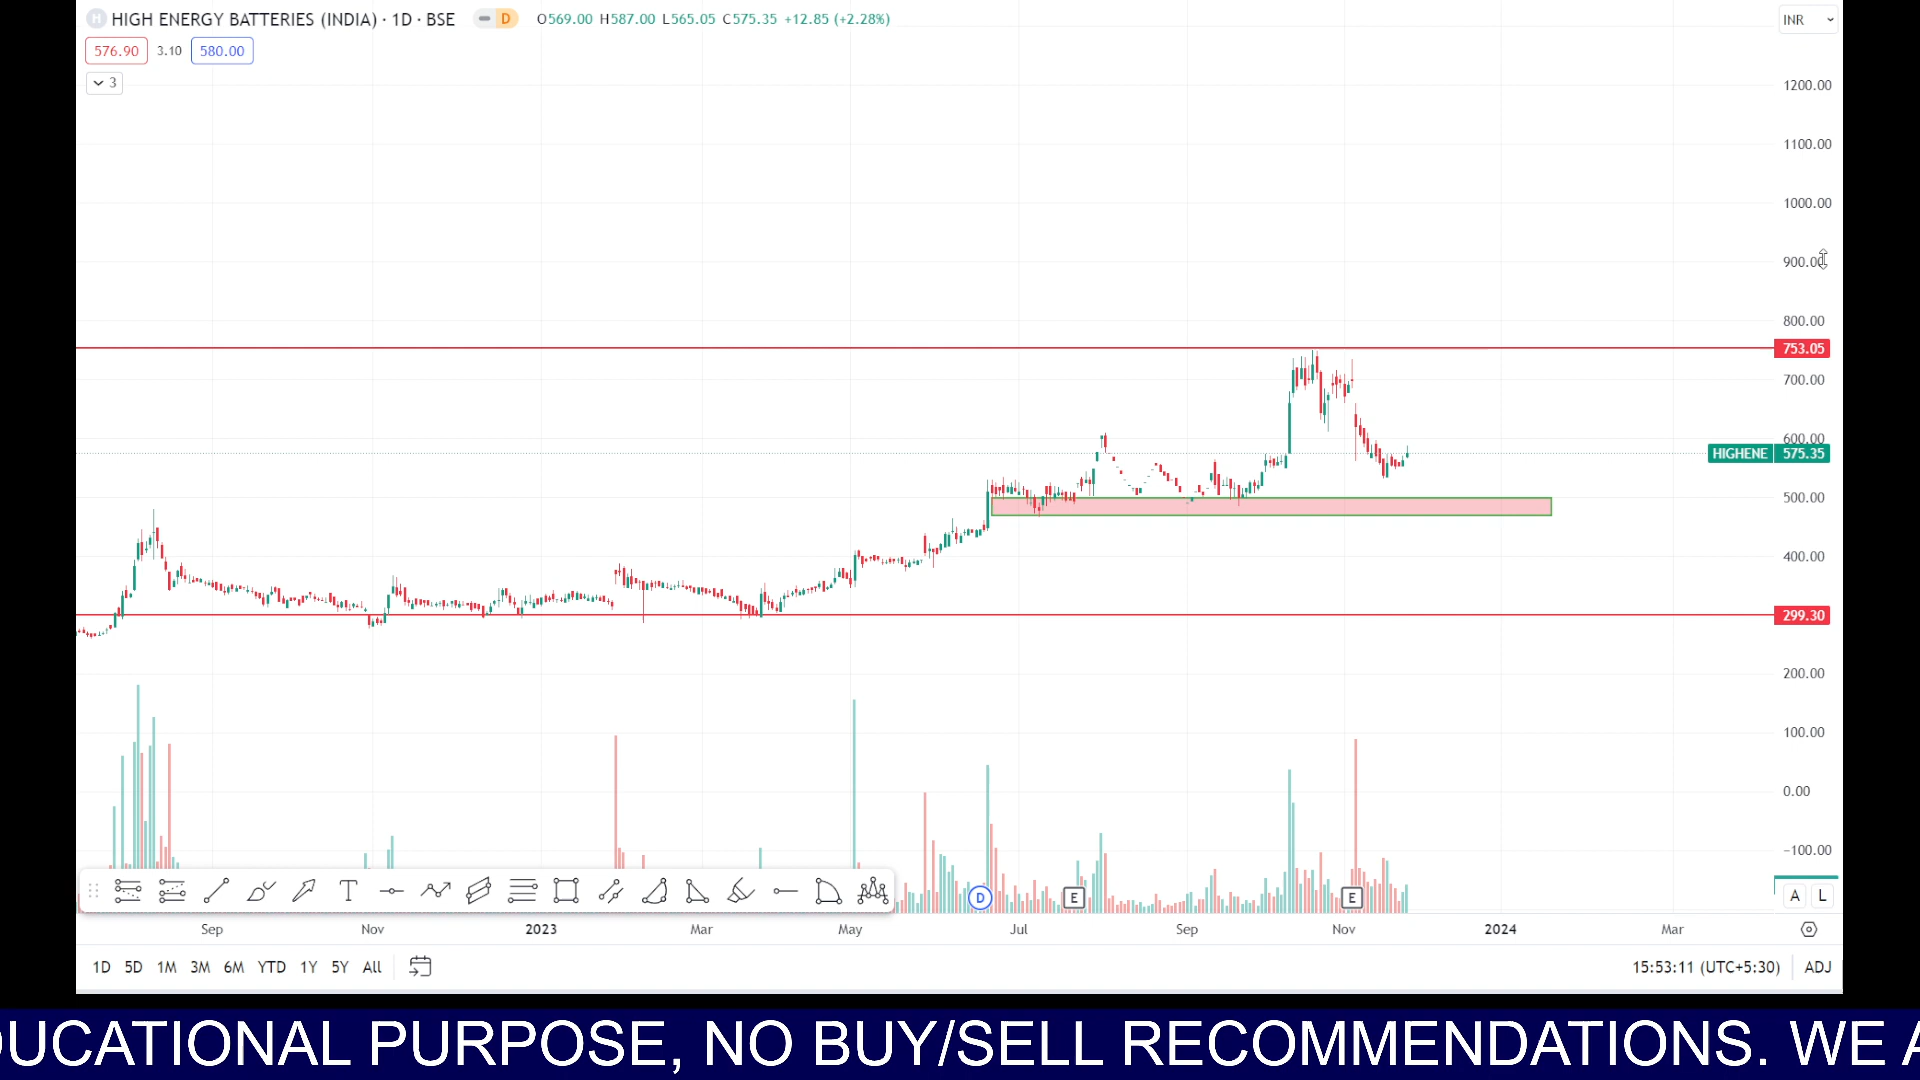 HIGH ENERGY BATTERIES (INDIA) · 1D · BSE D O569.00 H587.00 L565.05 C575.35 +12.85 (+2.28%) INR
576.90 3.10 580.00
3
1200.00
1100.00
1000.00
900.00
800.00
753.05
700.00
600.00
HIGHENE 575.35
500.00
400.00
299.30
200.00
100.00
0.00
−100.00
T D E E A L
Sep Nov 2023 Mar May Jul Sep Nov 2024 Mar
1D 5D 1M 3M 6M YTD 1Y 5Y All 15:53:11 (UTC+5:30) ADJ
DUCATIONAL PURPOSE, NO BUY/SELL RECOMMENDATIONS. WE A